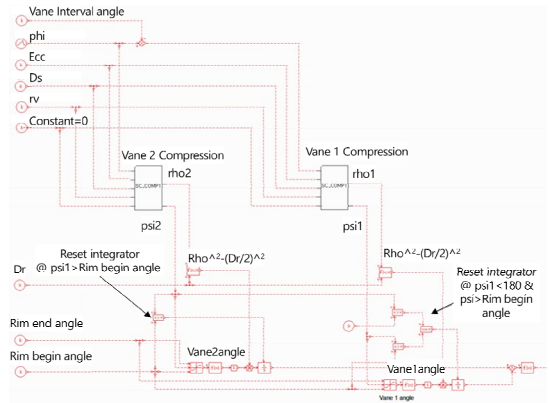 Vane Interval angle
phi
Ecc
Ds
rv
Constant=0
Vane 2 Compression
Vane 1 Compression
rho2
rho1
SC_COMP1
SC_COMP1
psi2
psi1
Rho^2-(Dr/2)^2
Rho^2-(Dr/2)^2
Reset integrator
@ psi1>Rim begin angle
Reset integrator
@ psi1<180 &
psi>Rim begin
angle
Dr
Rim end angle
Vane2angle
Vane1angle
Rim begin angle
Vane 1 angle